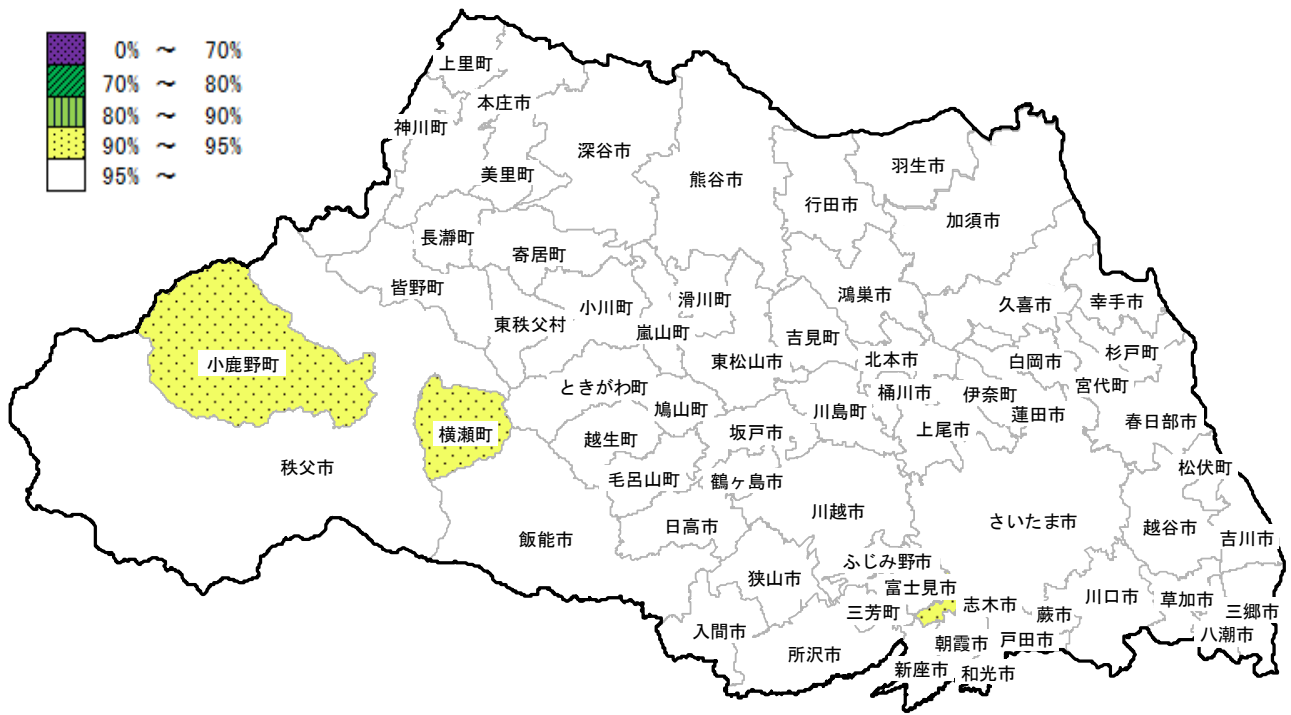 0% ～ 70%
70% ～ 80%
80% ～ 90%
90% ～ 95%
95% ～
上里町
本庄市
神川町
深谷市
美里町
熊谷市
羽生市
行田市
加須市
長瀞町
寄居町
皆野町
小川町
滑川町
鴻巣市
久喜市
幸手市
東秩父村
嵐山町
吉見町
小鹿野町
東松山市
北本市
白岡市
杉戸町
ときがわ町
桶川市
伊奈町
宮代町
鳩山町
川島町
蓮田市
春日部市
横瀬町
越生町
坂戸市
上尾市
秩父市
毛呂山町
鶴ヶ島市
松伏町
川越市
さいたま市
日高市
越谷市
飯能市
吉川市
ふじみ野市
狭山市
富士見市
川口市
草加市
三芳町
志木市
蕨市
三郷市
入間市
朝霞市
戸田市
八潮市
所沢市
新座市
和光市